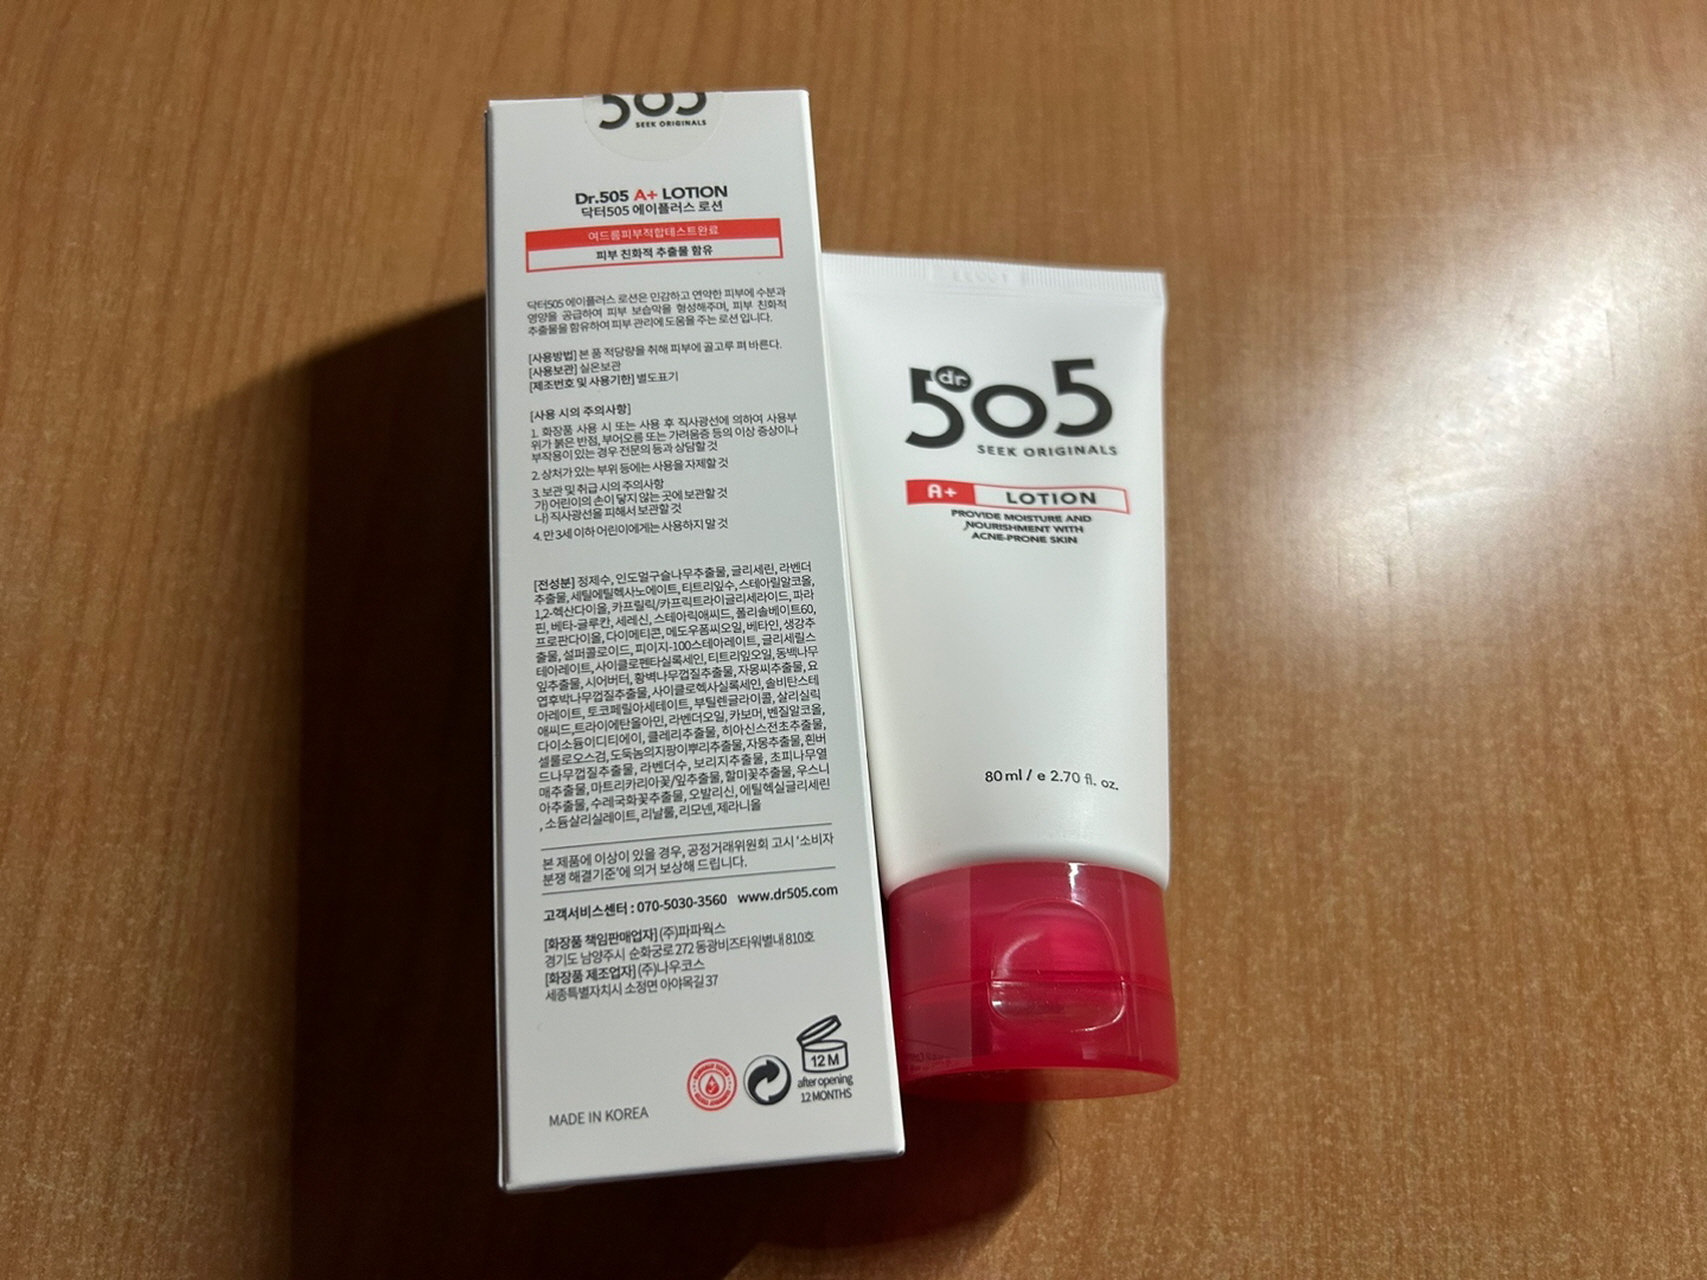 505
SEEK ORIGINALS
Dr.505 A+ LOTION
닥터505 에이플러스 로션
여드름피부적합테스트완료
피부 친화적 추출물 함유
닥터505 에이플러스 로션은 민감하고 연약한 피부에 수분과
영양을 공급하여 피부 보습막을 형성해주며, 피부 친화적
추출물을 함유하여 피부 관리에 도움을 주는 로션 입니다.
[사용방법] 본 품 적당량을 취해 피부에 골고루 펴 바른다.
[사용보관] 실온보관
[제조번호 및 사용기한] 별도표기
[사용 시의 주의사항]
1. 화장품 사용 시 또는 사용 후 직사광선에 의하여 사용부
위가 붉은 반점, 부어오름 또는 가려움증 등의 이상 증상이나
부작용이 있는 경우 전문의 등과 상담할 것
2. 상처가 있는 부위 등에는 사용을 자제할 것
3. 보관 및 취급 시의 주의사항
가) 어린이의 손이 닿지 않는 곳에 보관할 것
나) 직사광선을 피해서 보관할 것
4. 만 3세 이하 어린이에게는 사용하지 말 것
[전성분] 정제수, 인도멀구슬나무추출물, 글리세린, 라벤더
추출물, 세틸에틸헥사노에이트, 티트리잎수, 스테아릴알코올,
1,2-헥산다이올, 카프릴릭/카프릭트라이글리세라이드, 파라
핀, 베타-글루칸, 세레신, 스테아릭애씨드, 폴리솔베이트60,
프로판다이올, 다이메티콘, 메도우폼씨오일, 베타인, 생강추
출물, 설퍼콜로이드, 피이지-100스테아레이트, 글리세릴스
테아레이트, 사이클로펜타실록세인, 티트리잎오일, 동백나무
잎추출물, 시어버터, 황벽나무껍질추출물, 자몽씨추출물, 요
엽후박나무껍질추출물, 사이클로헥사실록세인, 솔비탄스테
아레이트, 토코페릴아세테이트, 부틸렌글라이콜, 살리실릭
애씨드, 트라이에탄올아민, 라벤더오일, 카보머, 벤질알코올,
다이소듐이디티에이, 클레리추출물, 히아신스전초추출물,
셀룰로오스검, 도둑놈의지팡이뿌리추출물, 자몽추출물, 흰버
드나무껍질추출물, 라벤더수, 보리지추출물, 초피나무열
매추출물, 마트리카리아꽃/잎추출물, 할미꽃추출물, 우스니
아추출물, 수레국화꽃추출물, 오발리신, 에틸헥실글리세린
, 소듐살리실레이트, 리날룰, 리모넨, 제라니올
본 제품에 이상이 있을 경우, 공정거래위원회 고시 '소비자
분쟁 해결기준'에 의거 보상해 드립니다.
고객서비스센터 : 070-5030-3560 www.dr505.com
[화장품 책임판매업자] (주)파파웍스
경기도 남양주시 순화궁로 272 동광비즈타워별내 810호
[화장품 제조업자] (주)나우코스
세종특별자치시 소정면 아야목길 37
12 M
after opening
12 MONTHS
MADE IN KOREA
dr.
505
SEEK ORIGINALS
A+ LOTION
PROVIDE MOISTURE AND
NOURISHMENT WITH
ACNE-PRONE SKIN
80 ml / e 2.70 fl. oz.